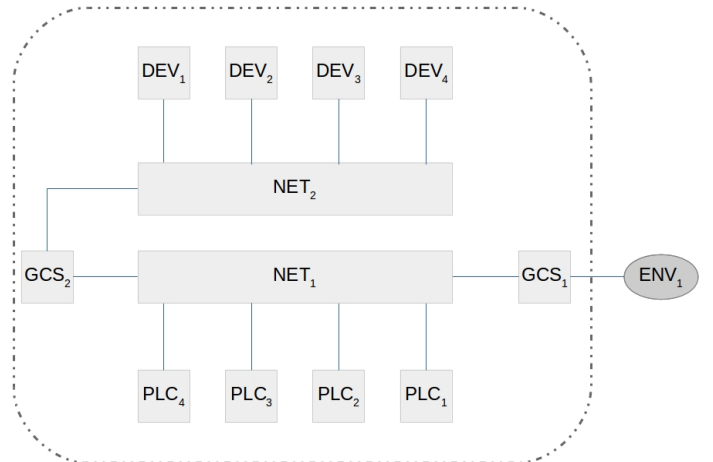 DEV₁ DEV₂ DEV₃ DEV₄
NET₂
GCS₂ NET₁ GCS₁ ENV₁
PLC₄ PLC₃ PLC₂ PLC₁